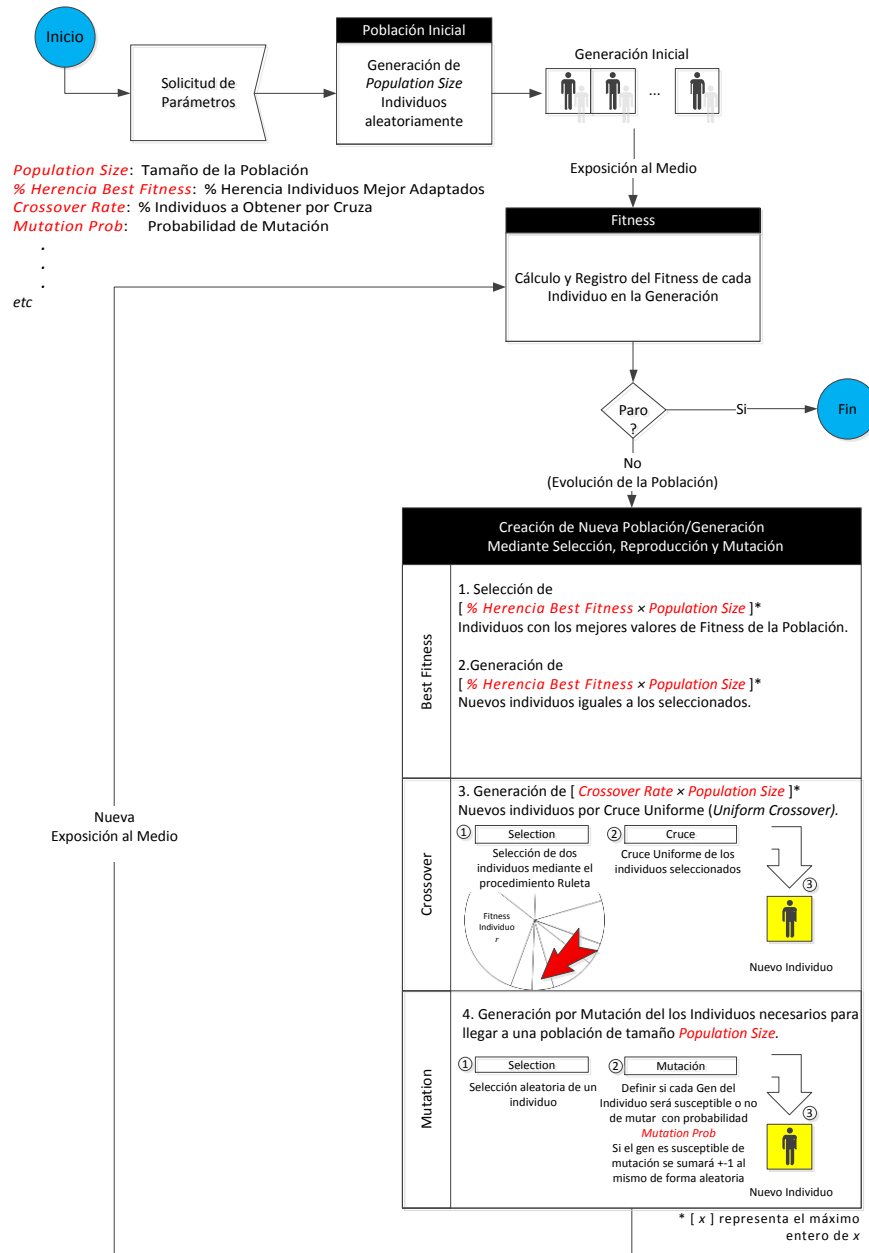 Inicio
Solicitud de
Parámetros
Población Inicial
Generación de
Population Size
Individuos
aleatoriamente
Generación Inicial
...
Exposición al Medio
Population Size: Tamaño de la Población
% Herencia Best Fitness: % Herencia Individuos Mejor Adaptados
Crossover Rate: % Individuos a Obtener por Cruza
Mutation Prob: Probabilidad de Mutación
.
.
.
etc
Fitness
Cálculo y Registro del Fitness de cada
Individuo en la Generación
Paro
?
Si
Fin
No
(Evolución de la Población)
Creación de Nueva Población/Generación
Mediante Selección, Reproducción y Mutación
Best Fitness
1. Selección de
[ % Herencia Best Fitness × Population Size ]*
Individuos con los mejores valores de Fitness de la Población.
2.Generación de
[ % Herencia Best Fitness × Population Size ]*
Nuevos individuos iguales a los seleccionados.
Nueva
Exposición al Medio
Crossover
3. Generación de [ Crossover Rate × Population Size ]*
Nuevos individuos por Cruce Uniforme (Uniform Crossover).
1 Selection
Selección de dos
individuos mediante el
procedimiento Ruleta
Fitness
Individuo
r
2 Cruce
Cruce Uniforme de los
individuos seleccionados
3
Nuevo Individuo
Mutation
4. Generación por Mutación del los Individuos necesarios para
llegar a una población de tamaño Population Size.
1 Selection
Selección aleatoria de un
individuo
2 Mutación
Definir si cada Gen del
Individuo será susceptible o no
de mutar con probabilidad
Mutation Prob
Si el gen es susceptible de
mutación se sumará +-1 al
mismo de forma aleatoria
3
Nuevo Individuo
* [ x ] representa el máximo
entero de x